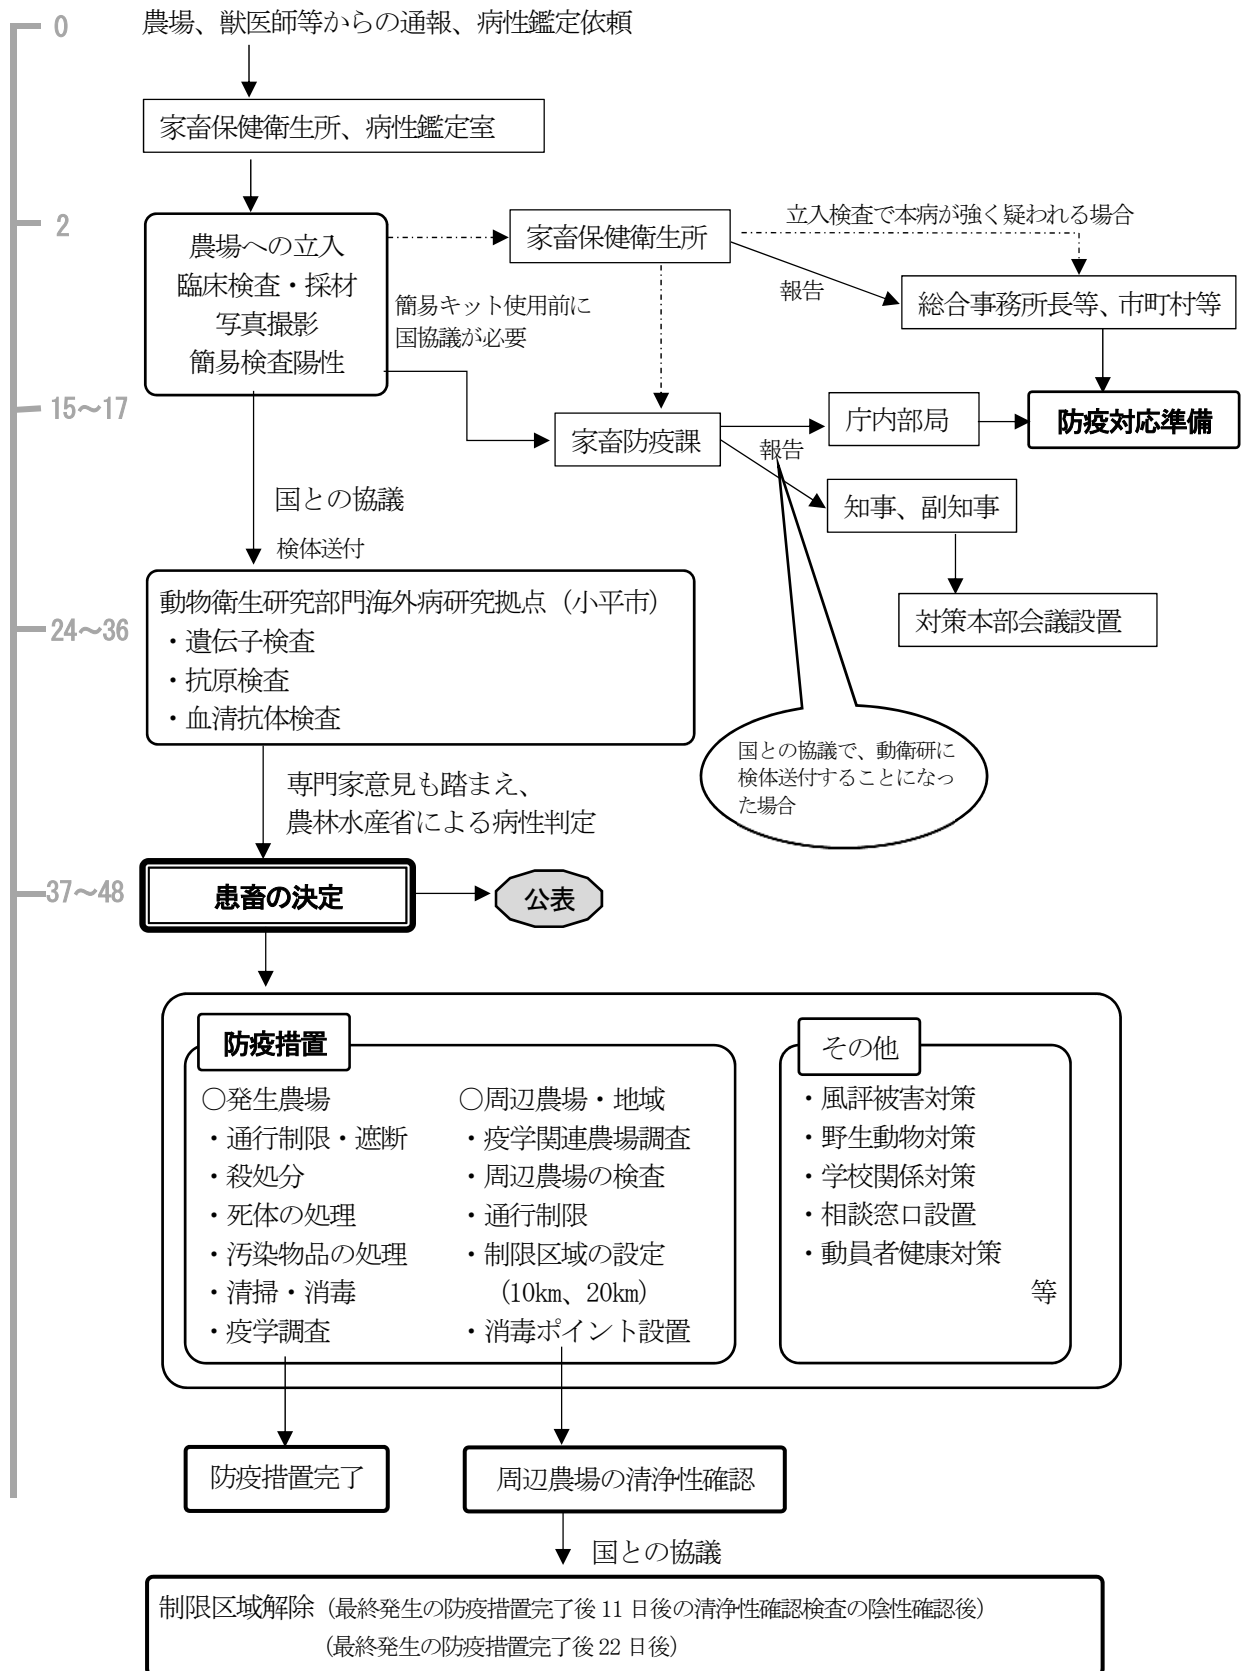 0
農場、獣医師等からの通報、病性鑑定依頼
家畜保健衛生所、病性鑑定室
2
農場への立入
臨床検査・採材
写真撮影
簡易検査陽性
家畜保健衛生所
立入検査で本病が強く疑われる場合
報告
総合事務所長等、市町村等
簡易キット使用前に
国協議が必要
15～17
家畜防疫課
報告
庁内部局
防疫対応準備
知事、副知事
対策本部会議設置
国との協議
検体送付
24～36
動物衛生研究部門海外病研究拠点（小平市）
・遺伝子検査
・抗原検査
・血清抗体検査
国との協議で、動衛研に
検体送付することになっ
た場合
専門家意見も踏まえ、
農林水産省による病性判定
37～48
患畜の決定
公表
防疫措置
○発生農場
・通行制限・遮断
・殺処分
・死体の処理
・汚染物品の処理
・清掃・消毒
・疫学調査
○周辺農場・地域
・疫学関連農場調査
・周辺農場の検査
・通行制限
・制限区域の設定
（10km、20km）
・消毒ポイント設置
その他
・風評被害対策
・野生動物対策
・学校関係対策
・相談窓口設置
・動員者健康対策
等
防疫措置完了
周辺農場の清浄性確認
国との協議
制限区域解除（最終発生の防疫措置完了後 11 日後の清浄性確認検査の陰性確認後）
（最終発生の防疫措置完了後 22 日後）